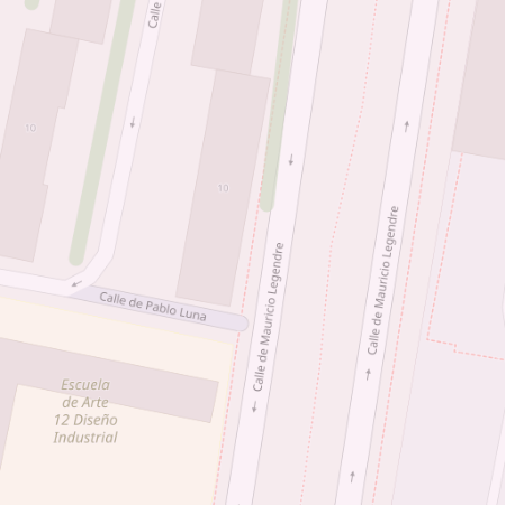 Calle
10
10
Calle de Mauricio Legendre
Calle de Mauricio Legendre
Calle de Pablo Luna
Escuela
de Arte
12 Diseño
Industrial